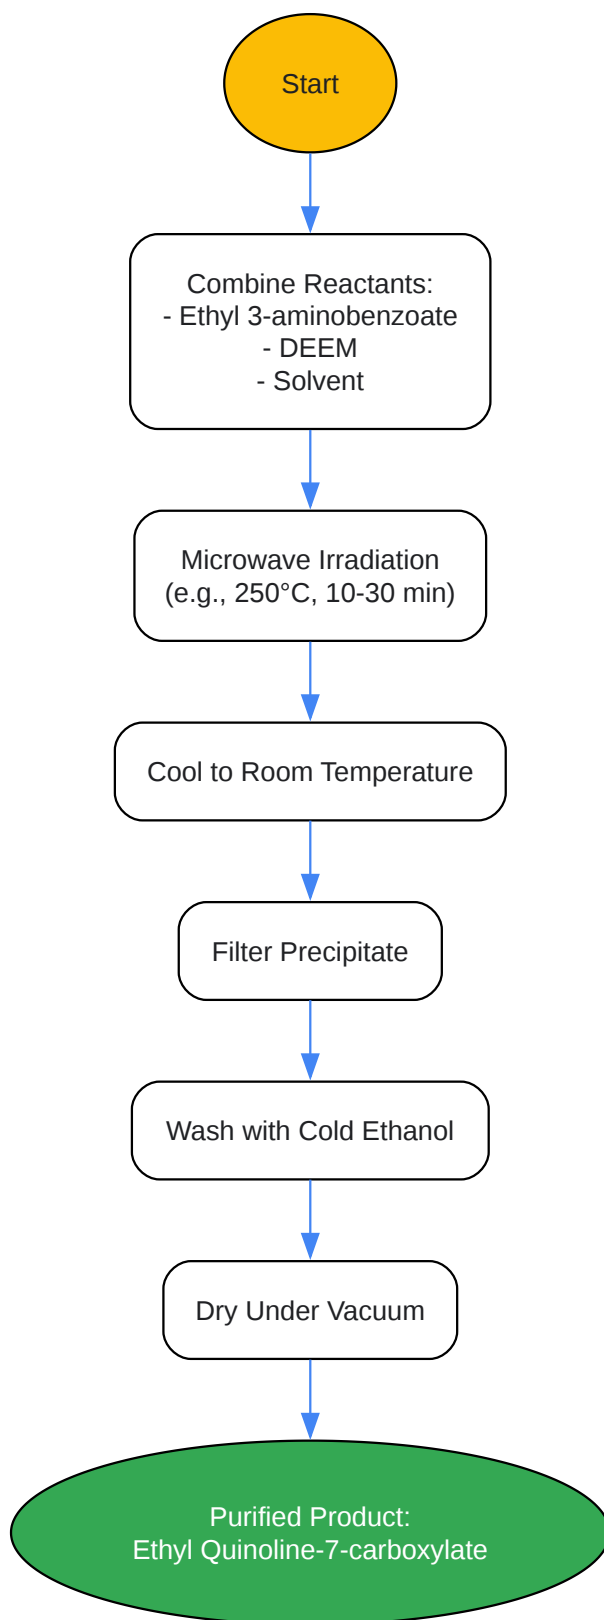 Start
Combine Reactants:
- Ethyl 3-aminobenzoate
- DEEM
- Solvent
Microwave Irradiation
(e.g., 250°C, 10-30 min)
Cool to Room Temperature
Filter Precipitate
Wash with Cold Ethanol
Dry Under Vacuum
Purified Product:
Ethyl Quinoline-7-carboxylate